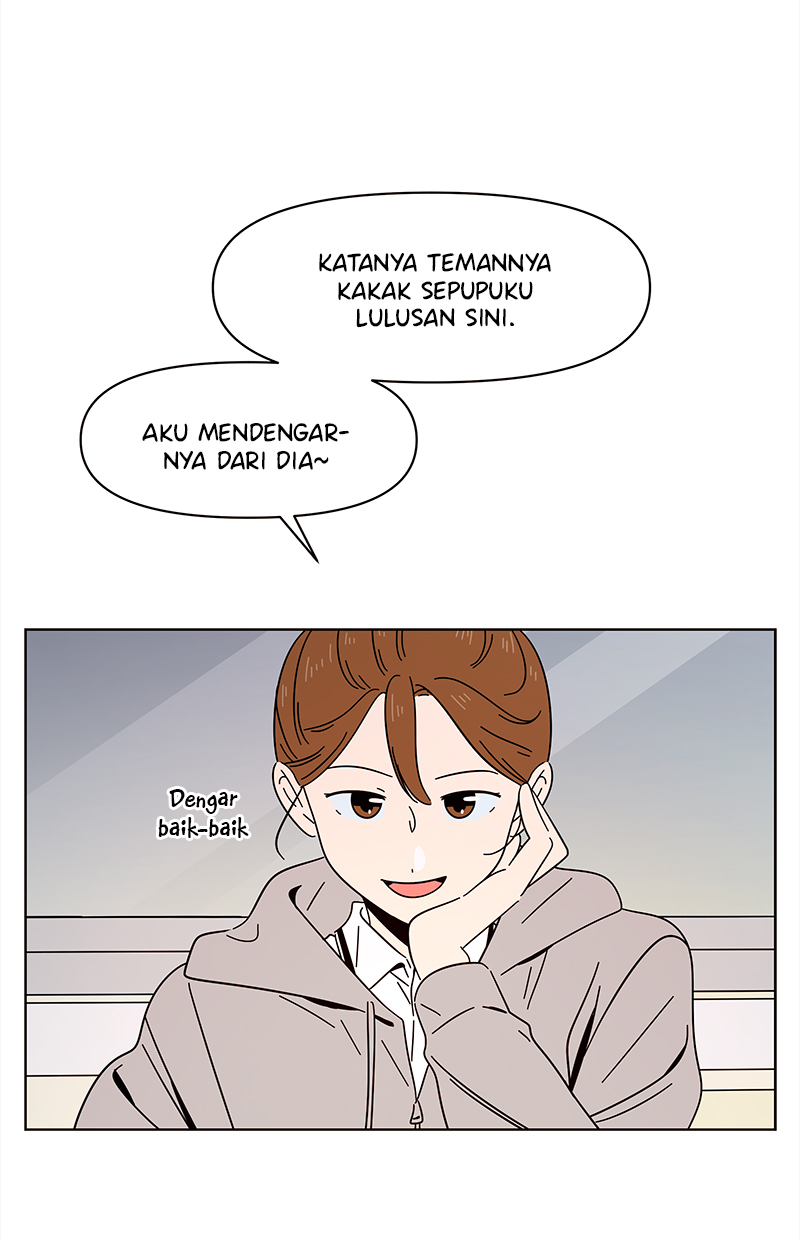 KATANYA TEMANNYA
KAKAK SEPUPUKU
LULUSAN SINI.
AKU MENDENGAR-
NYA DARI DIA~
Dengar
baik-baik